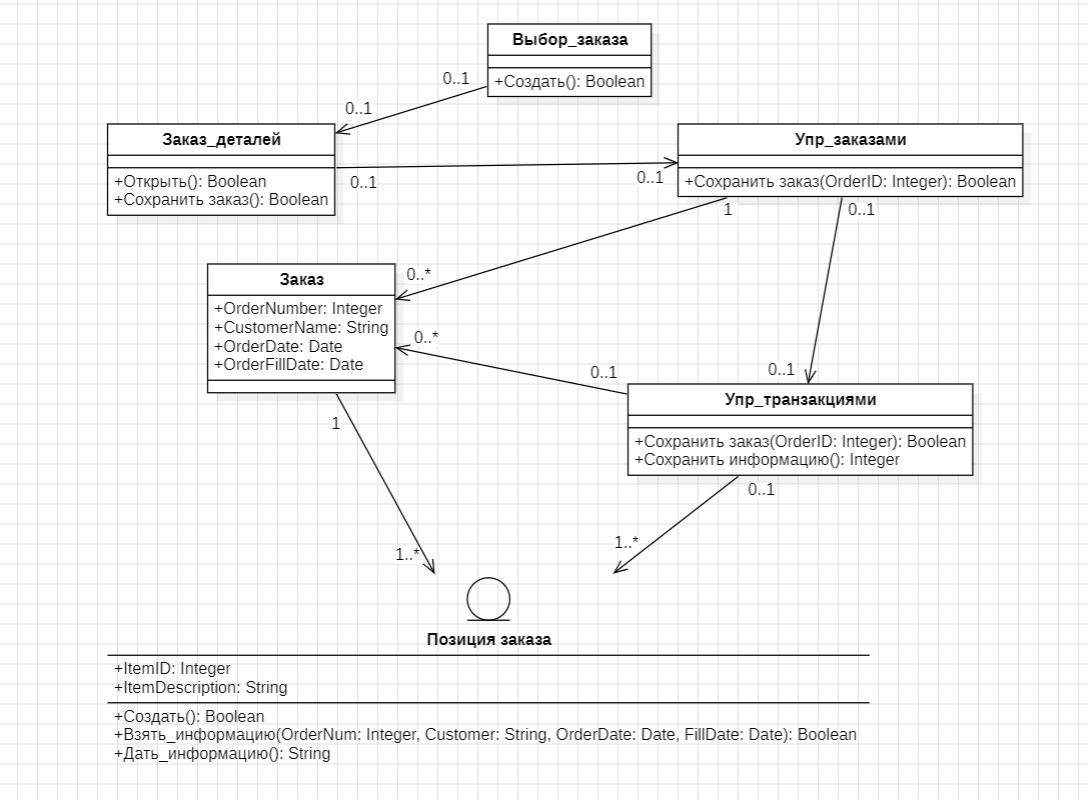 Выбор_заказа
+Создать(): Boolean
0..1
0..1
Заказ_деталей
+Открыть(): Boolean
+Сохранить заказ(): Boolean
0..1
0..1
Упр_заказами
+Сохранить заказ(OrderID: Integer): Boolean
1
0..1
0..*
Заказ
+OrderNumber: Integer
+CustomerName: String
+OrderDate: Date
+OrderFillDate: Date
0..*
0..1
0..1
1
Упр_транзакциями
+Сохранить заказ(OrderID: Integer): Boolean
+Сохранить информацию(): Integer
0..1
1..*
1..*
Позиция заказа
+ItemID: Integer
+ItemDescription: String
+Создать(): Boolean
+Взять_информацию(OrderNum: Integer, Customer: String, OrderDate: Date, FillDate: Date): Boolean
+Дать_информацию(): String